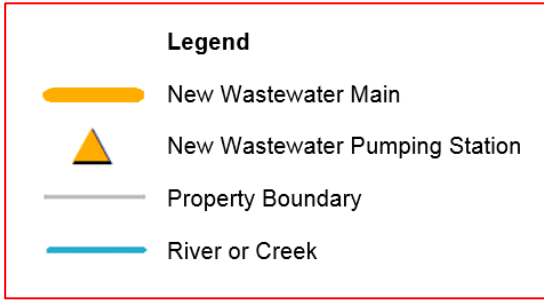 Legend
New Wastewater Main
New Wastewater Pumping Station
Property Boundary
River or Creek